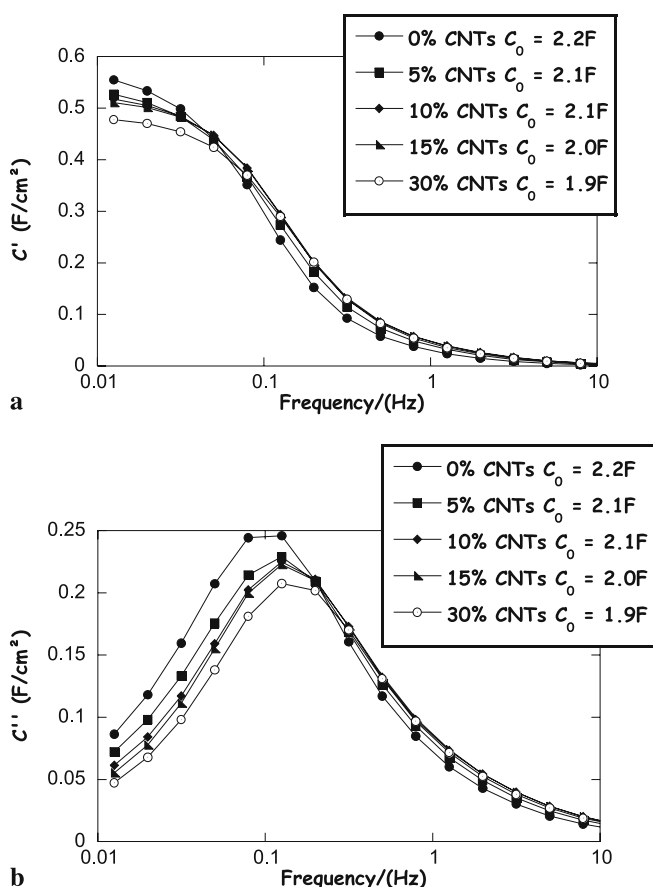 0% CNTs C₀ = 2.2F
5% CNTs C₀ = 2.1F
10% CNTs C₀ = 2.1F
15% CNTs C₀ = 2.0F
30% CNTs C₀ = 1.9F
0.6
0.5
0.4
0.3
0.2
0.1
0
C' (F/cm²)
0.01 0.1 1 10
Frequency/(Hz)
a
0% CNTs C₀ = 2.2F
5% CNTs C₀ = 2.1F
10% CNTs C₀ = 2.1F
15% CNTs C₀ = 2.0F
30% CNTs C₀ = 1.9F
0.25
0.2
0.15
0.1
0.05
0
C'' (F/cm²)
0.01 0.1 1 10
Frequency/(Hz)
b